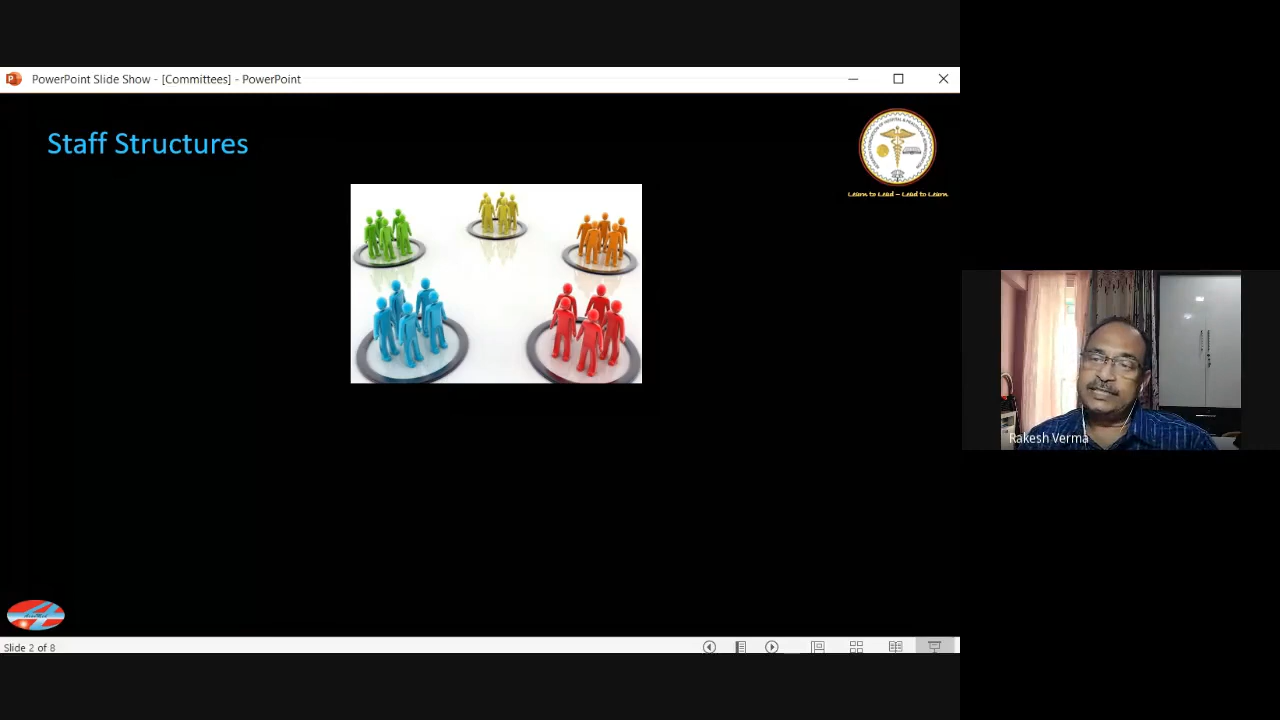 PowerPoint Slide Show - [Committees] - PowerPoint
Staff Structures
Learn to Lead – Lead to Learn
Rakesh Verma
Slide 2 of 8